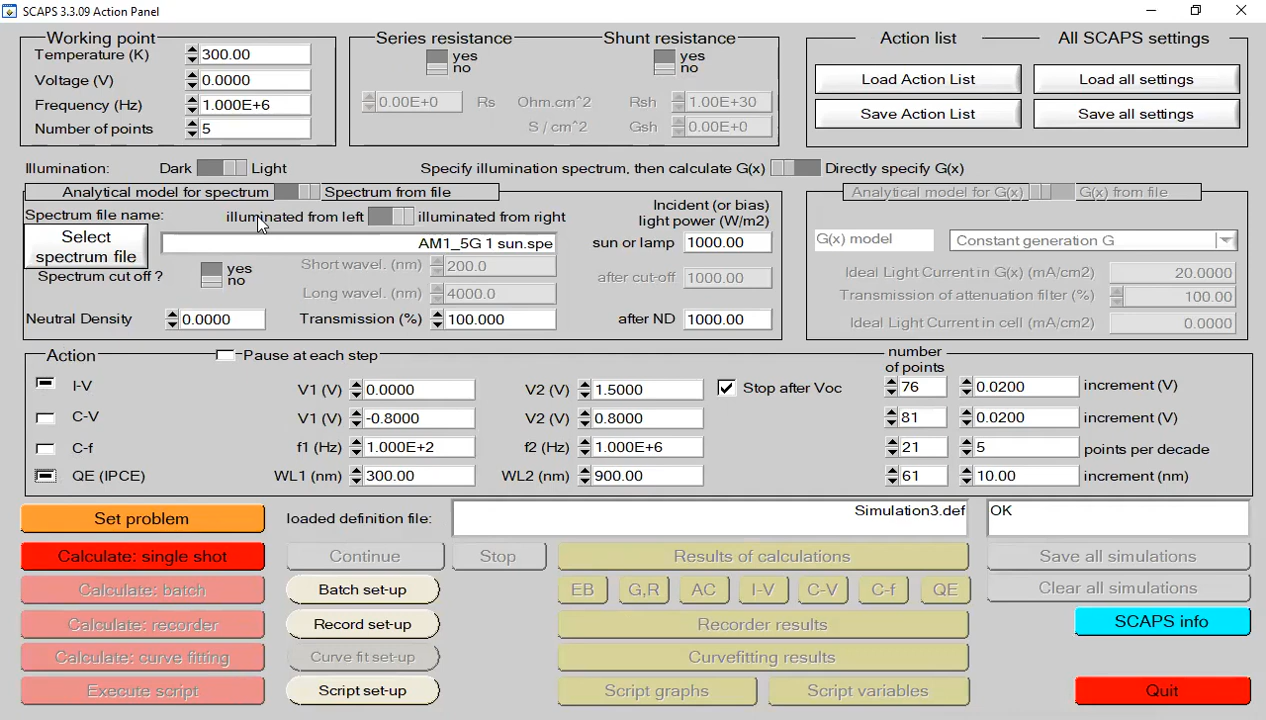 SCAPS 3.3.09 Action Panel
Working point
Temperature (K) 300.00
Voltage (V) 0.0000
Frequency (Hz) 1.000E+6
Number of points 5
Series resistance Shunt resistance
yes yes
no no
0.00E+0 Rs Ohm.cm^2 Rsh 1.00E+30
S / cm^2 Gsh 0.00E+0
Action list All SCAPS settings
Load Action List Load all settings
Save Action List Save all settings
Illumination: Dark Light Specify illumination spectrum, then calculate G(x) Directly specify G(x)
Analytical model for spectrum Spectrum from file
Spectrum file name: illuminated from left illuminated from right
Incident (or bias)
light power (W/m2)
Select
spectrum file
AM1_5G 1 sun.spe sun or lamp 1000.00
Spectrum cut off ? yes
no
Short wavel. (nm) 200.0 after cut-off 1000.00
Long wavel. (nm) 4000.0
Neutral Density 0.0000 Transmission (%) 100.000 after ND 1000.00
Analytical model for G(x) G(x) from file
G(x) model Constant generation G
Ideal Light Current in G(x) (mA/cm2) 20.0000
Transmission of attenuation filter (%) 100.00
Ideal Light Current in cell (mA/cm2) 0.0000
Action Pause at each step
number
of points
I-V V1 (V) 0.0000 V2 (V) 1.5000 Stop after Voc 76 0.0200 increment (V)
C-V V1 (V) -0.8000 V2 (V) 0.8000 81 0.0200 increment (V)
C-f f1 (Hz) 1.000E+2 f2 (Hz) 1.000E+6 21 5 points per decade
QE (IPCE) WL1 (nm) 300.00 WL2 (nm) 900.00 61 10.00 increment (nm)
Set problem loaded definition file: Simulation3.def OK
Calculate: single shot Continue Stop Results of calculations Save all simulations
Calculate: batch Batch set-up EB G,R AC I-V C-V C-f QE Clear all simulations
Calculate: recorder Record set-up Recorder results SCAPS info
Calculate: curve fitting Curve fit set-up Curvefitting results
Execute script Script set-up Script graphs Script variables Quit